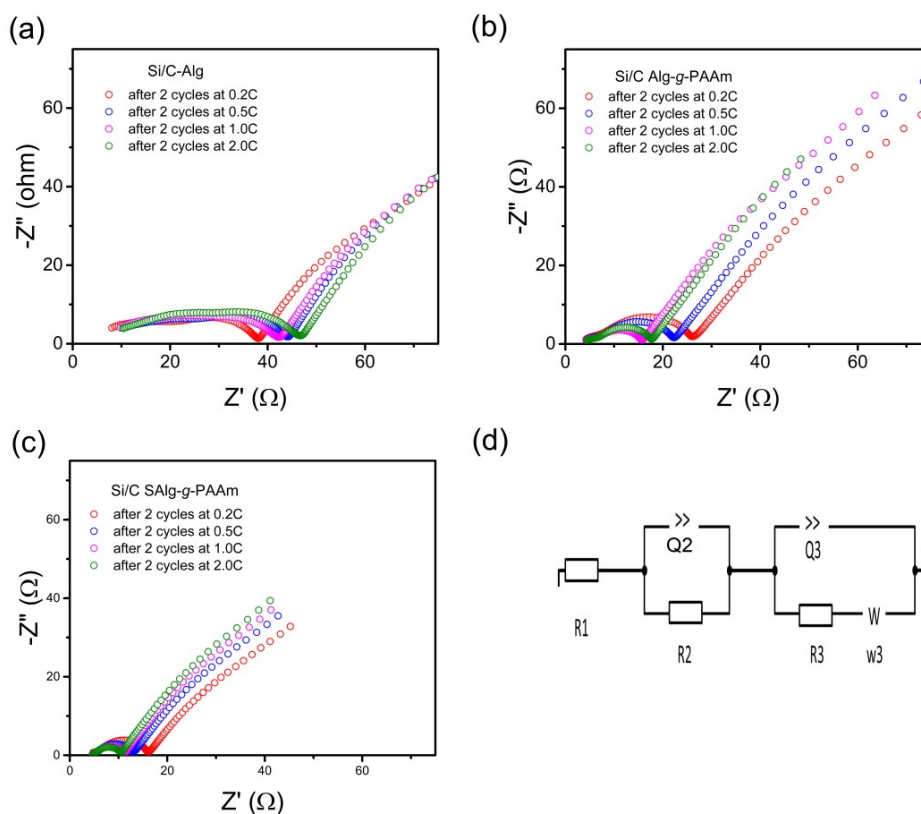 (a)
Si/C-Alg
after 2 cycles at 0.2C
after 2 cycles at 0.5C
after 2 cycles at 1.0C
after 2 cycles at 2.0C
-Z" (ohm)
60
40
20
0
0 20 40 60
Z' (Ω)
(b)
Si/C Alg-g-PAAm
after 2 cycles at 0.2C
after 2 cycles at 0.5C
after 2 cycles at 1.0C
after 2 cycles at 2.0C
-Z" (Ω)
60
40
20
0
0 20 40 60
Z' (Ω)
(c)
Si/C SAlg-g-PAAm
after 2 cycles at 0.2C
after 2 cycles at 0.5C
after 2 cycles at 1.0C
after 2 cycles at 2.0C
-Z" (Ω)
60
40
20
0
0 20 40 60
Z' (Ω)
(d)
Q2
Q3
R1
R2
R3
W
w3